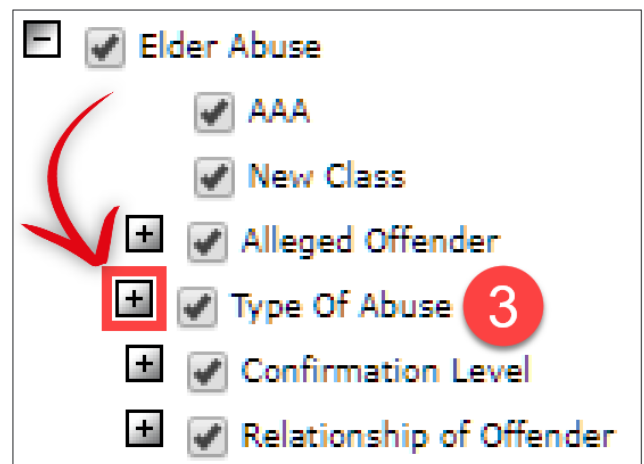 Elder Abuse
AAA
New Class
Alleged Offender
Type Of Abuse 3
Confirmation Level
Relationship of Offender